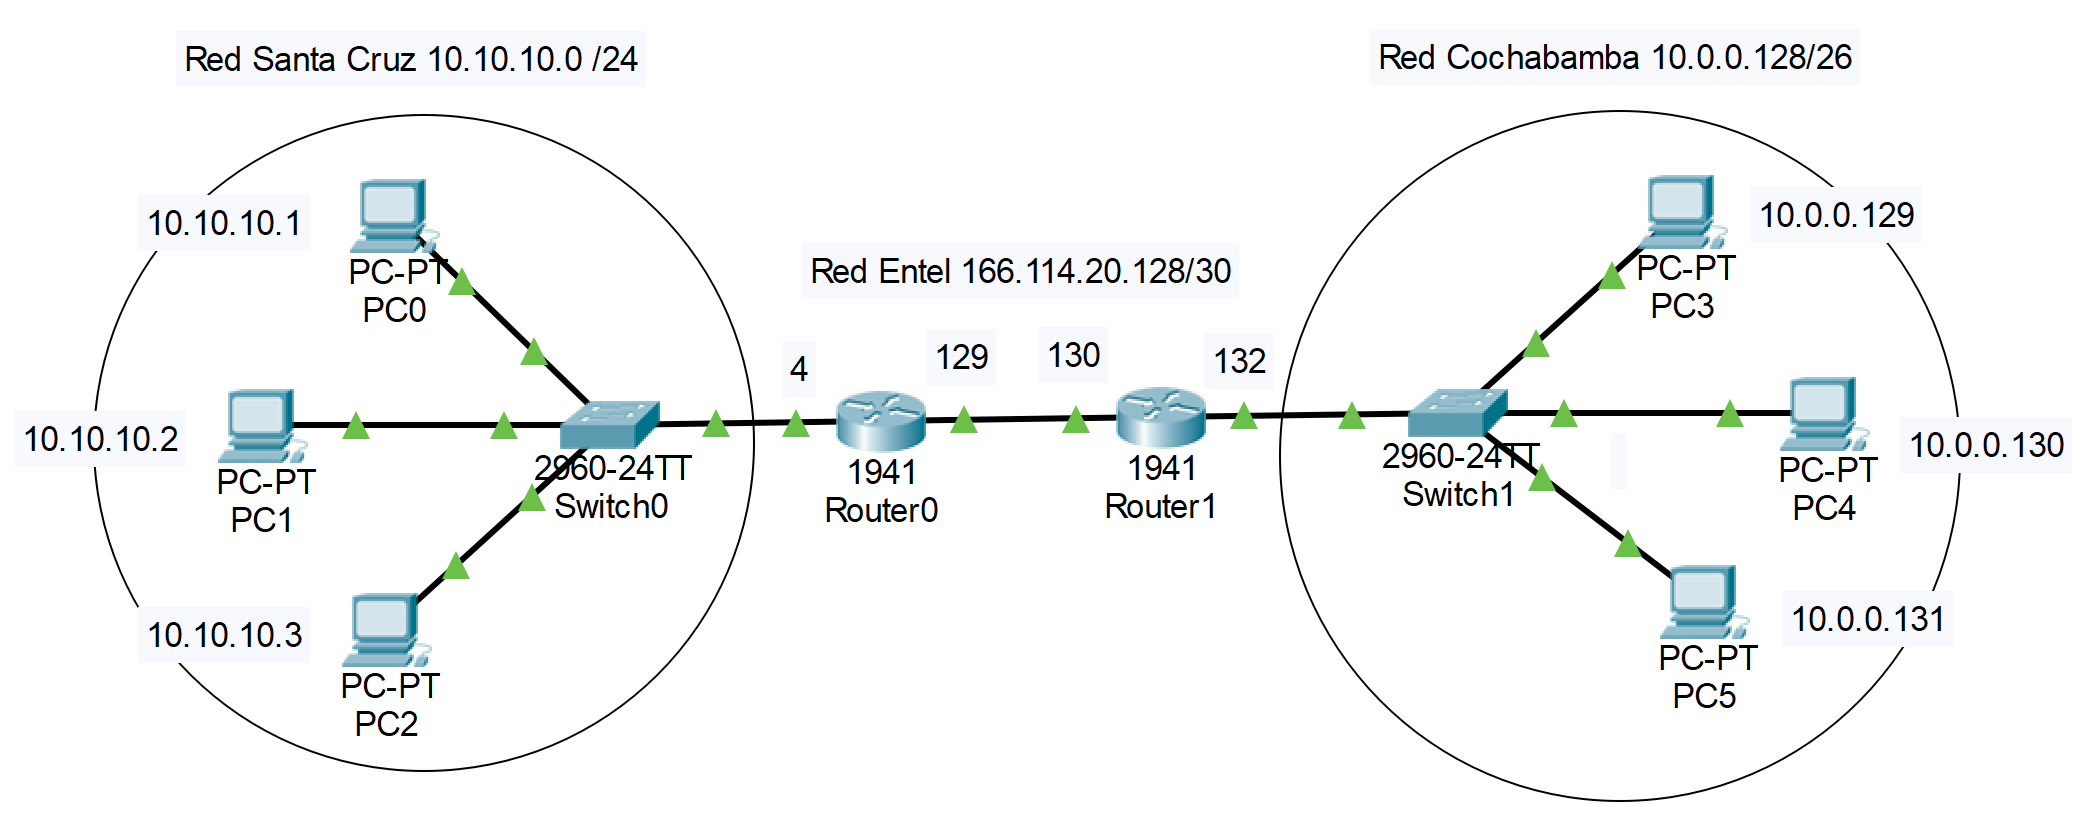 Red Santa Cruz 10.10.10.0 /24
Red Cochabamba 10.0.0.128/26
10.10.10.1
PC-PT
PC0
10.10.10.2
PC-PT
PC1
10.10.10.3
PC-PT
PC2
2960-24TT
Switch0
Red Entel 166.114.20.128/30
4
129
130
132
1941
Router0
1941
Router1
2960-24TT
Switch1
10.0.0.129
PC-PT
PC3
10.0.0.130
PC-PT
PC4
10.0.0.131
PC-PT
PC5